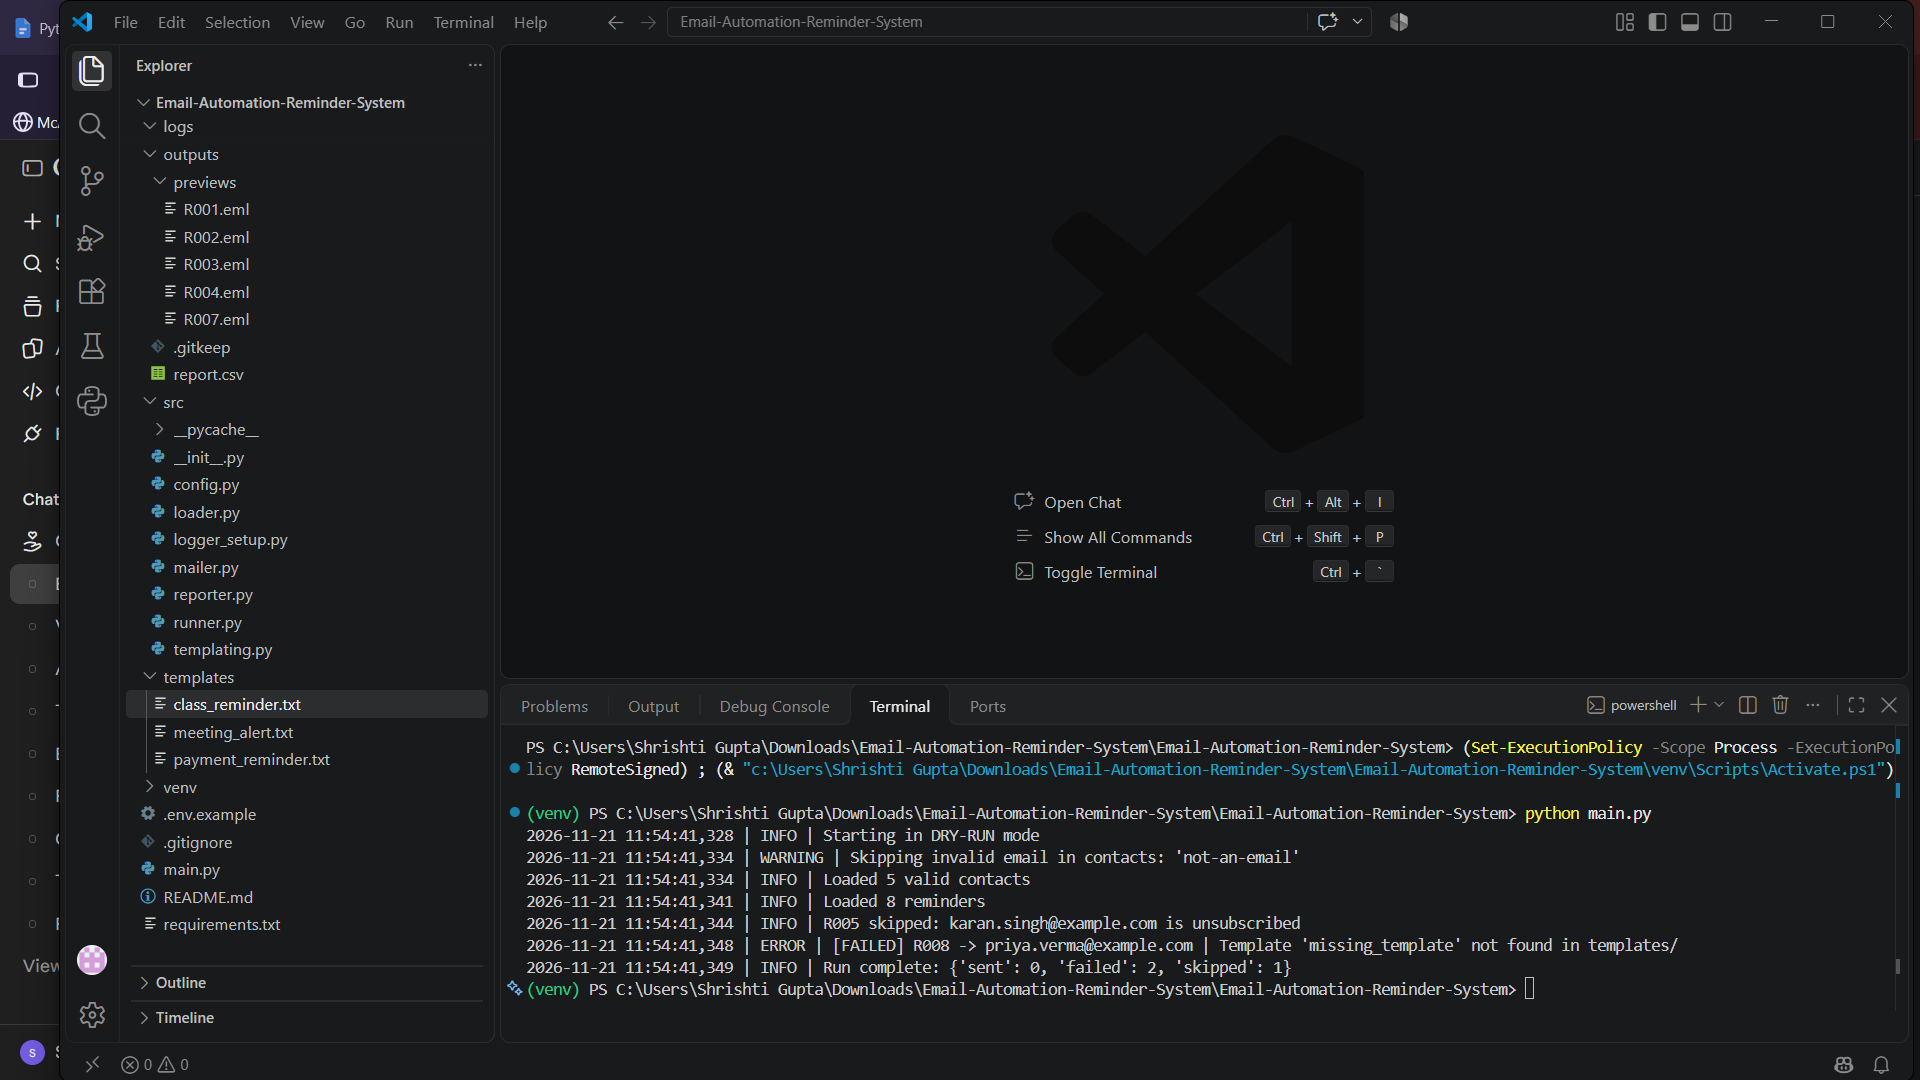 File Edit Selection View Go Run Terminal Help
Email-Automation-Reminder-System
Explorer
Email-Automation-Reminder-System
logs
outputs
previews
R001.eml
R002.eml
R003.eml
R004.eml
R007.eml
.gitkeep
report.csv
src
__pycache__
__init__.py
config.py
loader.py
logger_setup.py
mailer.py
reporter.py
runner.py
templating.py
templates
class_reminder.txt
meeting_alert.txt
payment_reminder.txt
venv
.env.example
.gitignore
main.py
README.md
requirements.txt
Outline
Timeline
Open Chat Ctrl + Alt + I
Show All Commands Ctrl + Shift + P
Toggle Terminal Ctrl + `
Problems Output Debug Console Terminal Ports
powershell
PS C:\Users\Shrishti Gupta\Downloads\Email-Automation-Reminder-System\Email-Automation-Reminder-System> (Set-ExecutionPolicy -Scope Process -ExecutionPo
licy RemoteSigned) ; (& "c:\Users\Shrishti Gupta\Downloads\Email-Automation-Reminder-System\Email-Automation-Reminder-System\venv\Scripts\Activate.ps1")
(venv) PS C:\Users\Shrishti Gupta\Downloads\Email-Automation-Reminder-System\Email-Automation-Reminder-System> python main.py
2026-11-21 11:54:41,328 | INFO | Starting in DRY-RUN mode
2026-11-21 11:54:41,334 | WARNING | Skipping invalid email in contacts: 'not-an-email'
2026-11-21 11:54:41,334 | INFO | Loaded 5 valid contacts
2026-11-21 11:54:41,341 | INFO | Loaded 8 reminders
2026-11-21 11:54:41,344 | INFO | R005 skipped: karan.singh@example.com is unsubscribed
2026-11-21 11:54:41,348 | ERROR | [FAILED] R008 -> priya.verma@example.com | Template 'missing_template' not found in templates/
2026-11-21 11:54:41,349 | INFO | Run complete: {'sent': 0, 'failed': 2, 'skipped': 1}
(venv) PS C:\Users\Shrishti Gupta\Downloads\Email-Automation-Reminder-System\Email-Automation-Reminder-System>
0 0
Chat
View
S